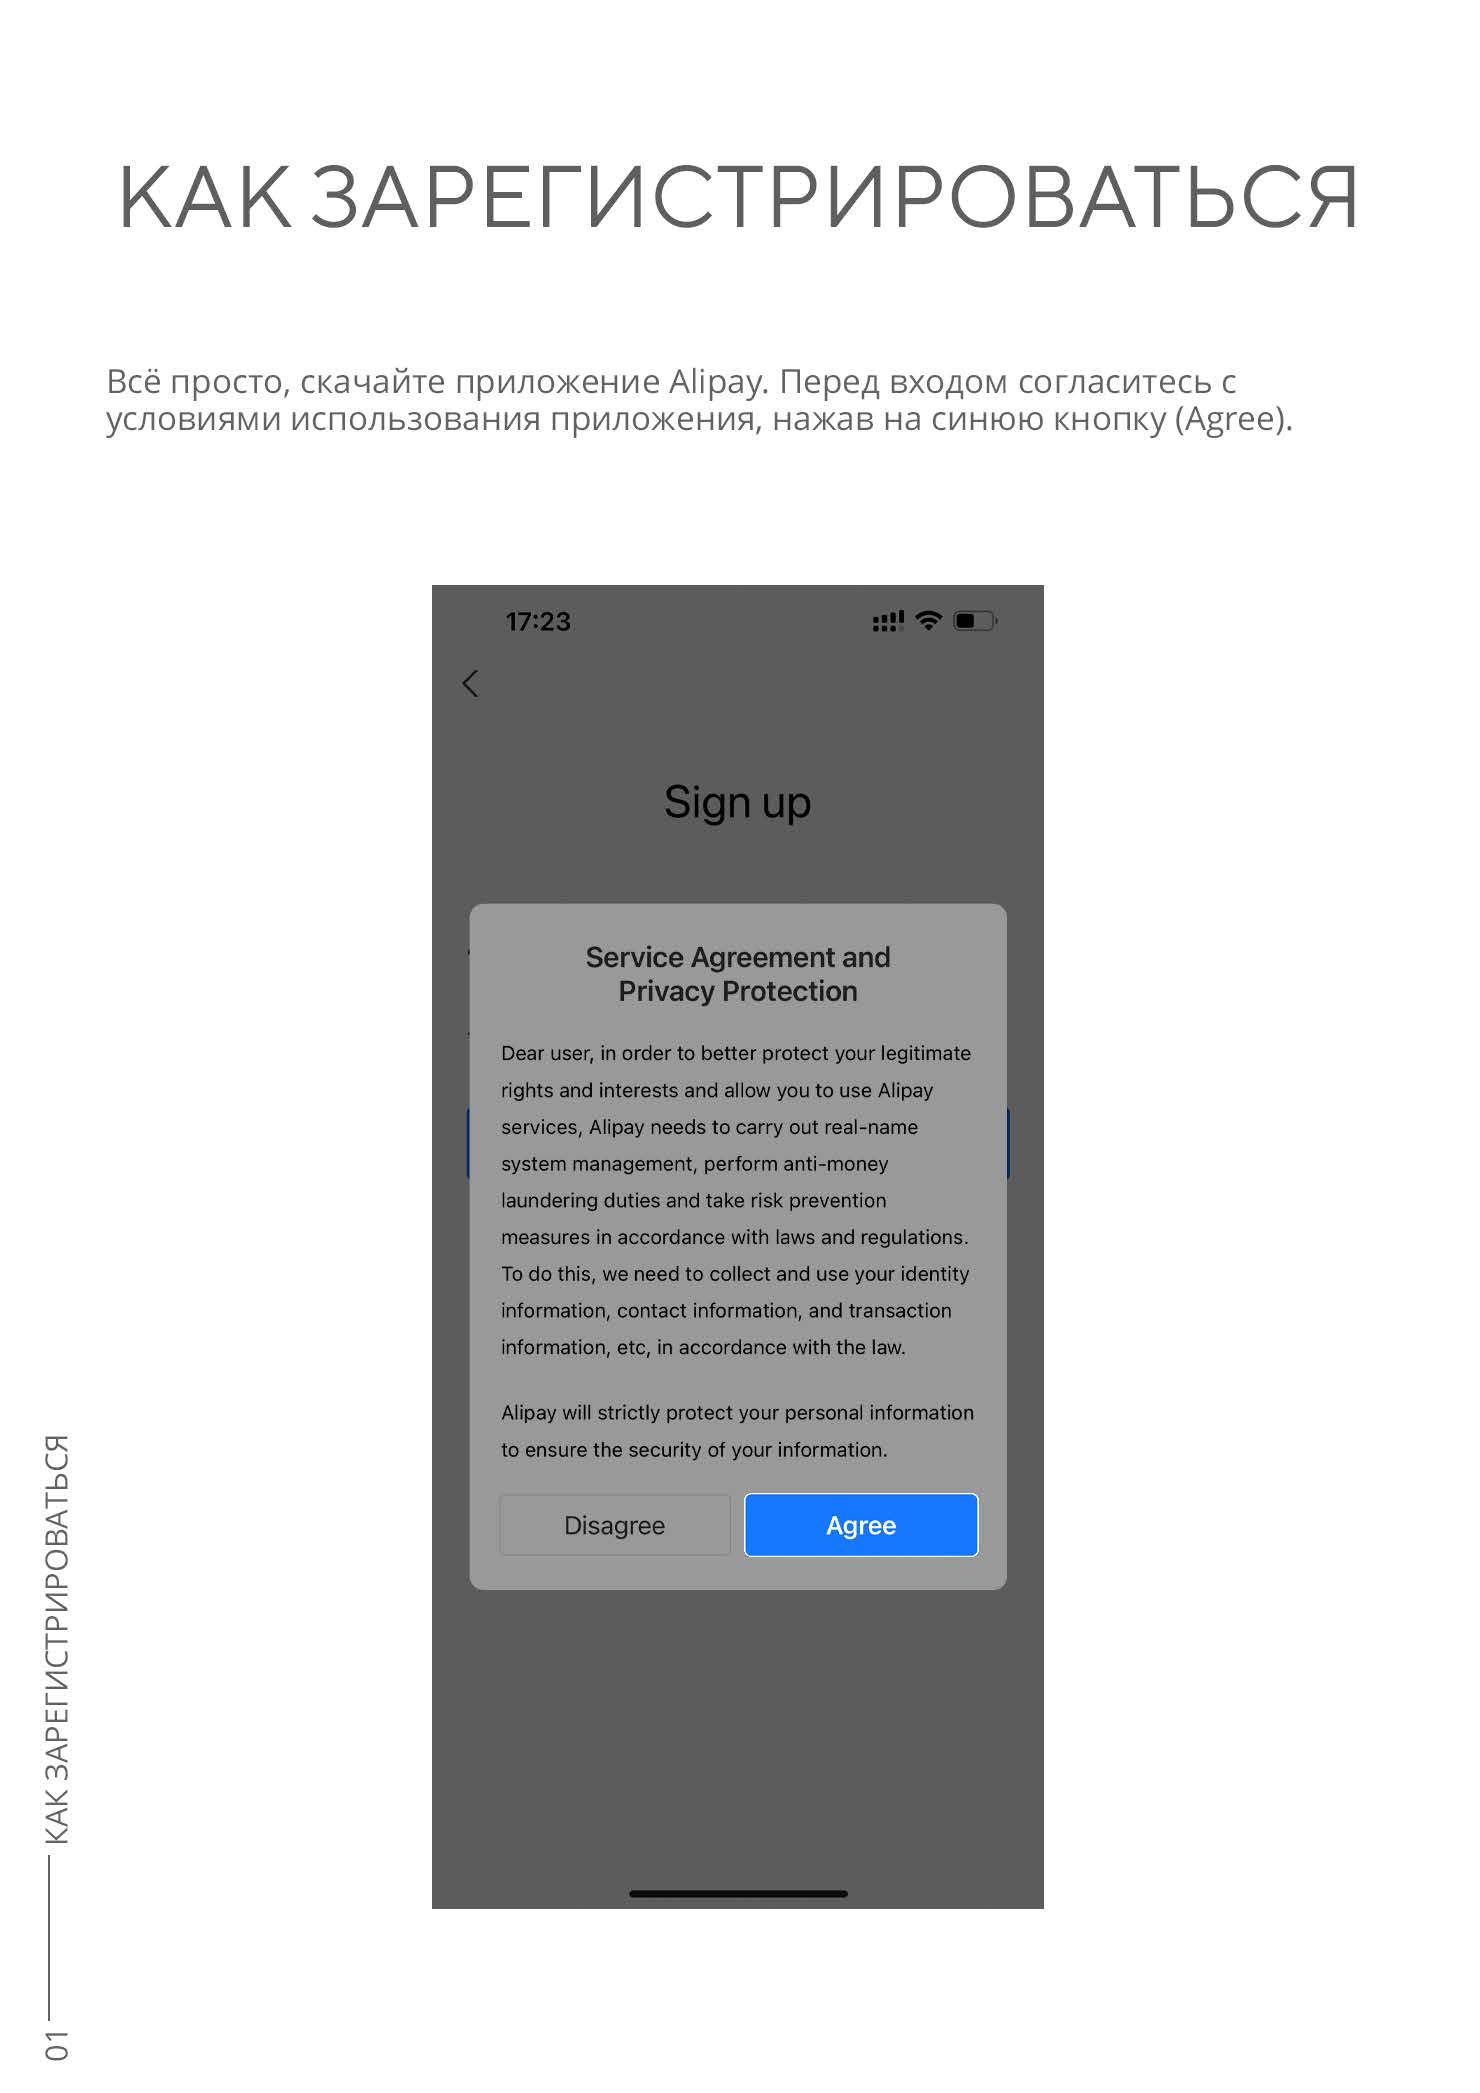 КАК ЗАРЕГИСТРИРОВАТЬСЯ
Всё просто, скачайте приложение Alipay. Перед входом согласитесь с
условиями использования приложения, нажав на синюю кнопку (Agree).
17:23
Sign up
Service Agreement and
Privacy Protection
Dear user, in order to better protect your legitimate
rights and interests and allow you to use Alipay
services, Alipay needs to carry out real-name
system management, perform anti-money
laundering duties and take risk prevention
measures in accordance with laws and regulations.
To do this, we need to collect and use your identity
information, contact information, and transaction
information, etc, in accordance with the law.
Alipay will strictly protect your personal information
to ensure the security of your information.
Disagree
Agree
01 КАК ЗАРЕГИСТРИРОВАТЬСЯ